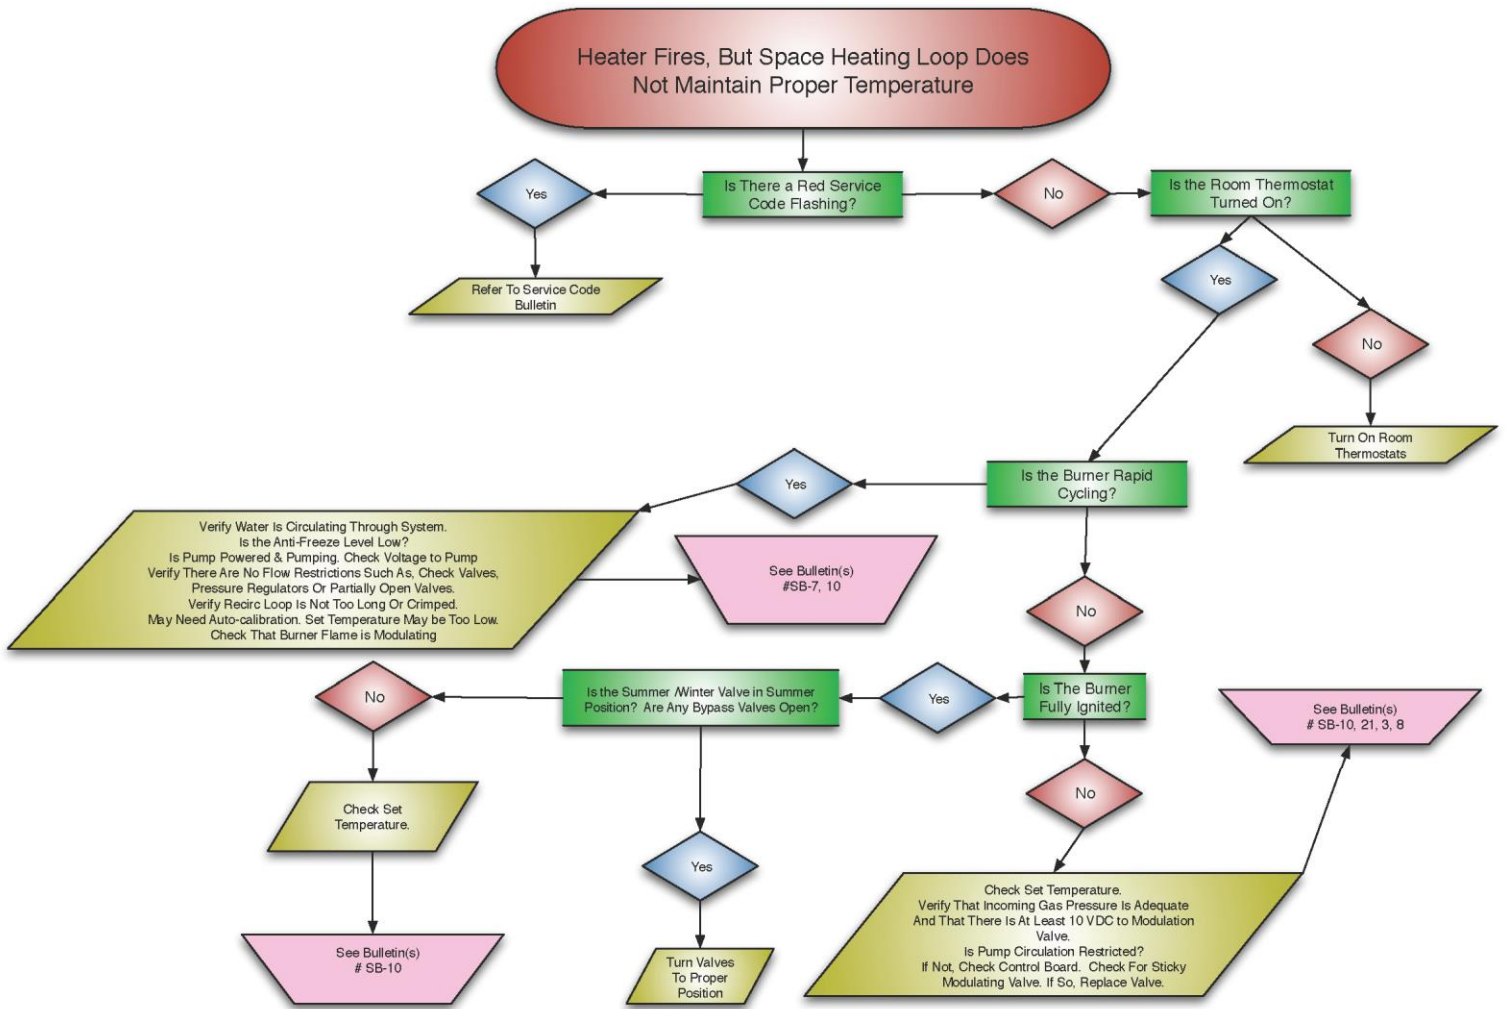 Heater Fires, But Space Heating Loop Does
Not Maintain Proper Temperature
Yes
Is There a Red Service
Code Flashing?
No
Is the Room Thermostat
Turned On?
Refer To Service Code
Bulletin
Yes
No
Turn On Room
Thermostats
Is the Burner Rapid
Cycling?
Yes
Verify Water Is Circulating Through System.
Is the Anti-Freeze Level Low?
Is Pump Powered & Pumping. Check Voltage to Pump
Verify There Are No Flow Restrictions Such As, Check Valves,
Pressure Regulators Or Partially Open Valves.
Verify Recirc Loop Is Not Too Long Or Crimped.
May Need Auto-calibration. Set Temperature May be Too Low.
Check That Burner Flame is Modulating
See Bulletin(s)
#SB-7, 10
No
No
Is the Summer /Winter Valve in Summer
Position? Are Any Bypass Valves Open?
Yes
Is The Burner
Fully Ignited?
See Bulletin(s)
# SB-10, 21, 3, 8
Check Set
Temperature.
No
Yes
See Bulletin(s)
# SB-10
Turn Valves
To Proper
Position
Check Set Temperature.
Verify That Incoming Gas Pressure Is Adequate
And That There Is At Least 10 VDC to Modulation
Valve.
Is Pump Circulation Restricted?
If Not, Check Control Board. Check For Sticky
Modulating Valve. If So, Replace Valve.